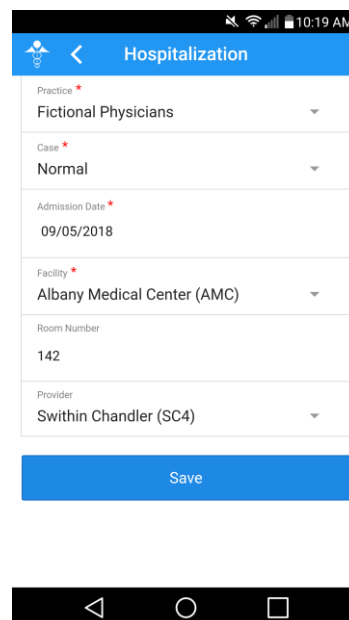 10:19 AM
Hospitalization
Practice *
Fictional Physicians
Case *
Normal
Admission Date *
09/05/2018
Facility *
Albany Medical Center (AMC)
Room Number
142
Provider
Swithin Chandler (SC4)
Save